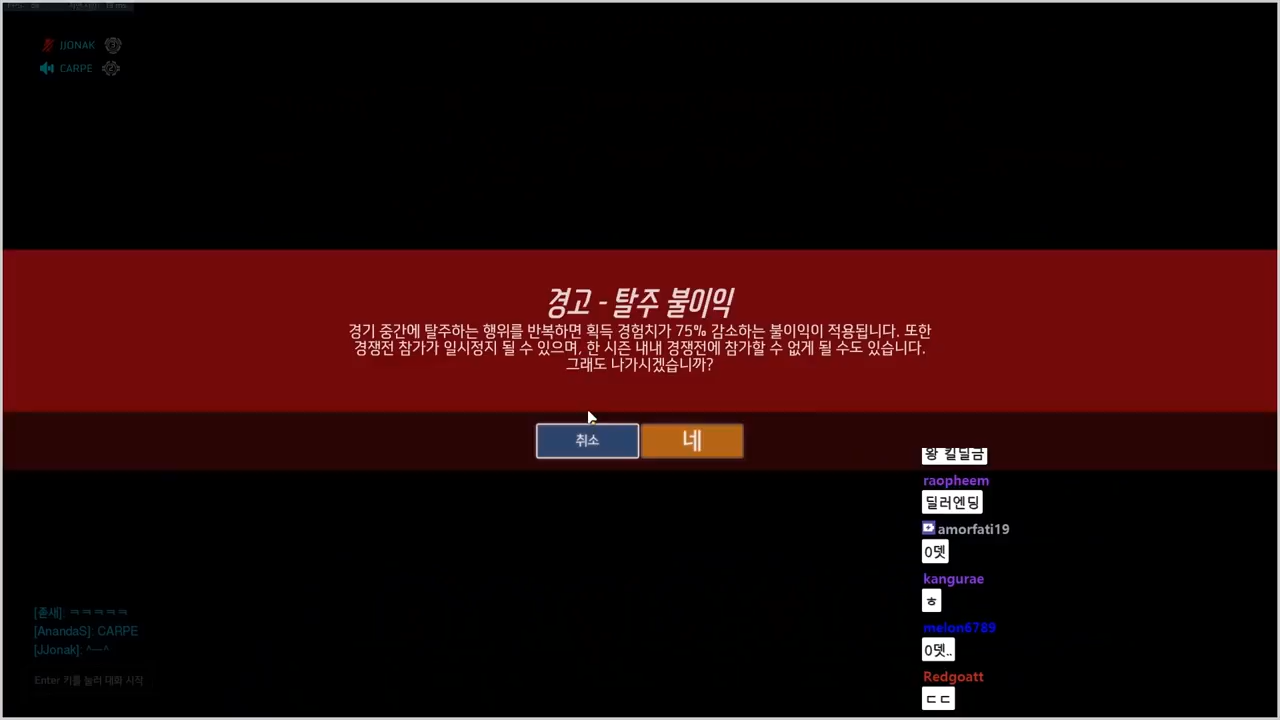 JJONAK
CARPE
경고 - 탈주 불이익
경기 중간에 탈주하는 행위를 반복하면 획득 경험치가 75% 감소하는 불이익이 적용됩니다. 또한
경쟁전 참가가 일시정지 될 수 있으며, 한 시즌 내내 경쟁전에 참가할 수 없게 될 수도 있습니다.
그래도 나가시겠습니까?
취소
네
왕 킬딜금
raopheem
딜러엔딩
amorfati19
0뎃
kangurae
ㅎ
melon6789
0뎃..
Redgoatt
ㄷㄷ
[좀새]: ㅋㅋㅋㅋㅋ
[AnandaS]: CARPE
[JJonak]: ^—^
Enter 키를 눌러 대화 시작